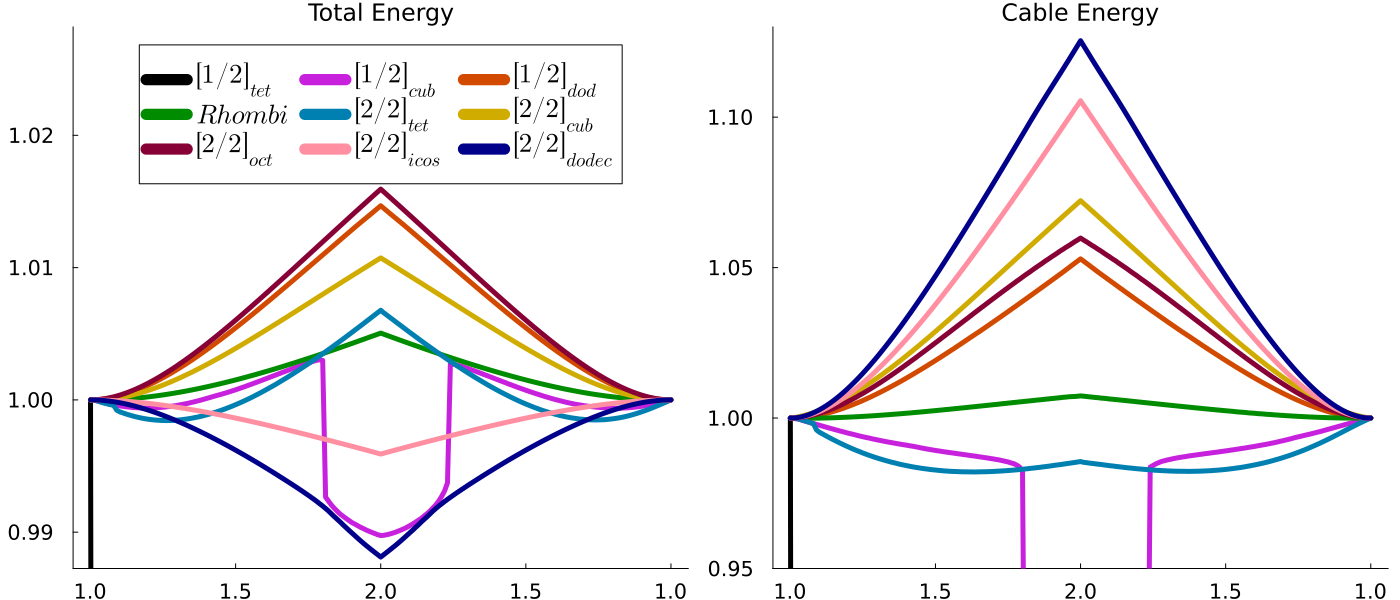 Total Energy
[1/2]_tet [1/2]_cub [1/2]_dod
Rhombi [2/2]_tet [2/2]_cub
[2/2]_oct [2/2]_icos [2/2]_dodec
1.02
1.01
1.00
0.99
1.0 1.5 2.0 1.5 1.0
Cable Energy
1.10
1.05
1.00
0.95
1.0 1.5 2.0 1.5 1.0